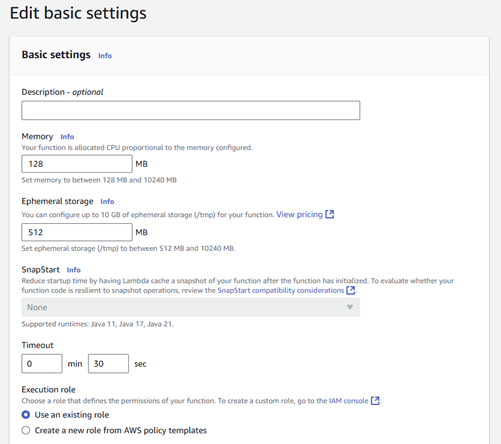 Edit basic settings
Basic settings Info
Description - optional
Memory Info
Your function is allocated CPU proportional to the memory configured.
128 MB
Set memory to between 128 MB and 10240 MB
Ephemeral storage Info
You can configure up to 10 GB of ephemeral storage (/tmp) for your function. View pricing
512 MB
Set ephemeral storage (/tmp) to between 512 MB and 10240 MB.
SnapStart Info
Reduce startup time by having Lambda cache a snapshot of your function after the function has initialized. To evaluate whether your
function code is resilient to snapshot operations, review the SnapStart compatibility considerations.
None
Supported runtimes: Java 11, Java 17, Java 21.
Timeout
0 min 30 sec
Execution role
Choose a role that defines the permissions of your function. To create a custom role, go to the IAM console.
Use an existing role
Create a new role from AWS policy templates